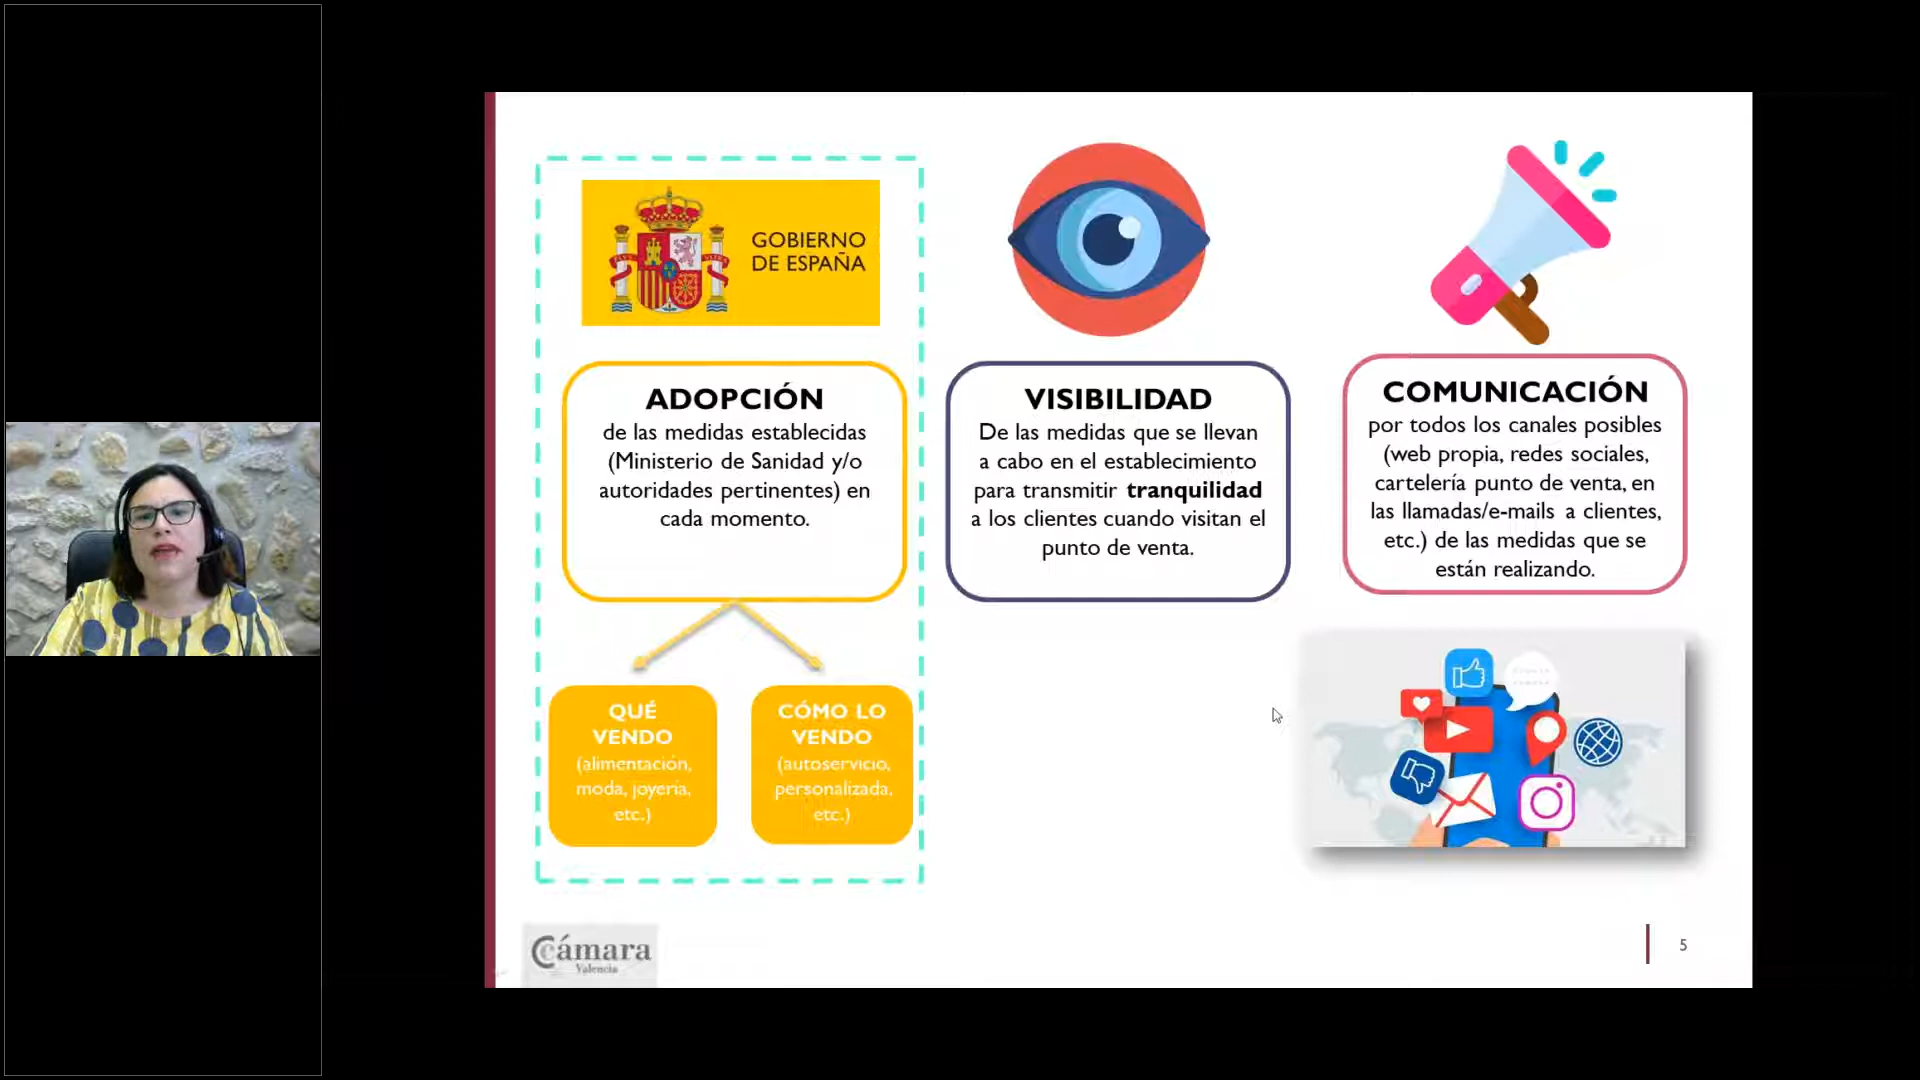 GOBIERNO
DE ESPAÑA
ADOPCIÓN
de las medidas establecidas
(Ministerio de Sanidad y/o
autoridades pertinentes) en
cada momento.
QUÉ
VENDO
(alimentación,
moda, joyería,
etc.)
CÓMO LO
VENDO
(autoservicio,
personalizada,
etc.)
VISIBILIDAD
De las medidas que se llevan
a cabo en el establecimiento
para transmitir tranquilidad
a los clientes cuando visitan el
punto de venta.
COMUNICACIÓN
por todos los canales posibles
(web propia, redes sociales,
cartelería punto de venta, en
las llamadas/e-mails a clientes,
etc.) de las medidas que se
están realizando.
Cámara
Valencia
5